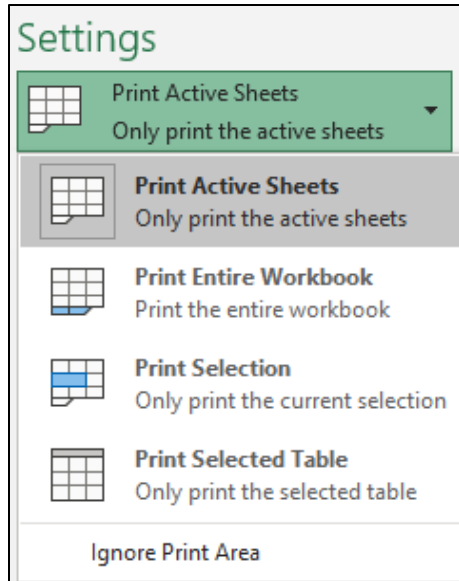 Settings
Print Active Sheets
Only print the active sheets
Print Active Sheets
Only print the active sheets
Print Entire Workbook
Print the entire workbook
Print Selection
Only print the current selection
Print Selected Table
Only print the selected table
Ignore Print Area